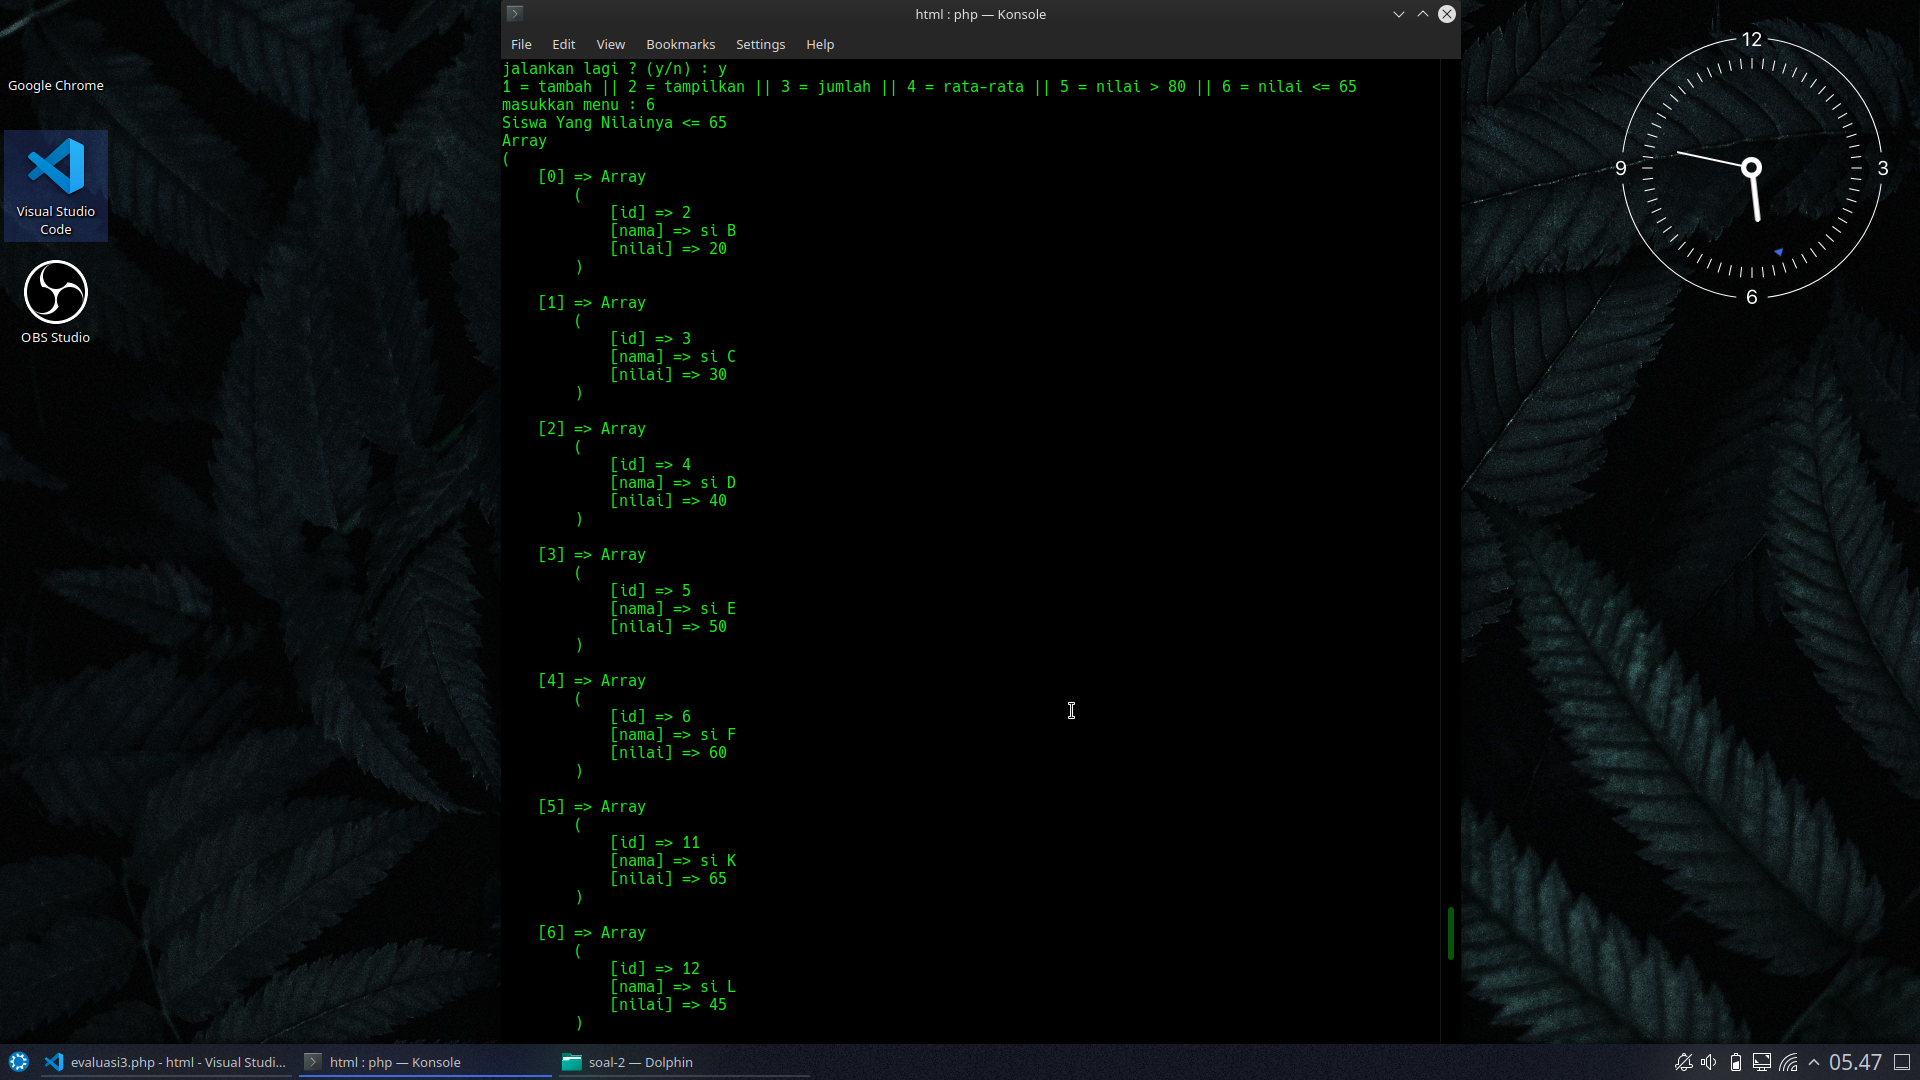 html : php — Konsole
File Edit View Bookmarks Settings Help
jalankan lagi ? (y/n) : y
1 = tambah || 2 = tampilkan || 3 = jumlah || 4 = rata-rata || 5 = nilai > 80 || 6 = nilai <= 65
masukkan menu : 6
Siswa Yang Nilainya <= 65
Array
(
[0] => Array
(
[id] => 2
[nama] => si B
[nilai] => 20
)
[1] => Array
(
[id] => 3
[nama] => si C
[nilai] => 30
)
[2] => Array
(
[id] => 4
[nama] => si D
[nilai] => 40
)
[3] => Array
(
[id] => 5
[nama] => si E
[nilai] => 50
)
[4] => Array
(
[id] => 6
[nama] => si F
[nilai] => 60
)
[5] => Array
(
[id] => 11
[nama] => si K
[nilai] => 65
)
[6] => Array
(
[id] => 12
[nama] => si L
[nilai] => 45
)
Google Chrome
Visual Studio
Code
OBS Studio
12
9
3
6
evaluasi3.php - html - Visual Studi...
html : php — Konsole
soal-2 — Dolphin
05.47